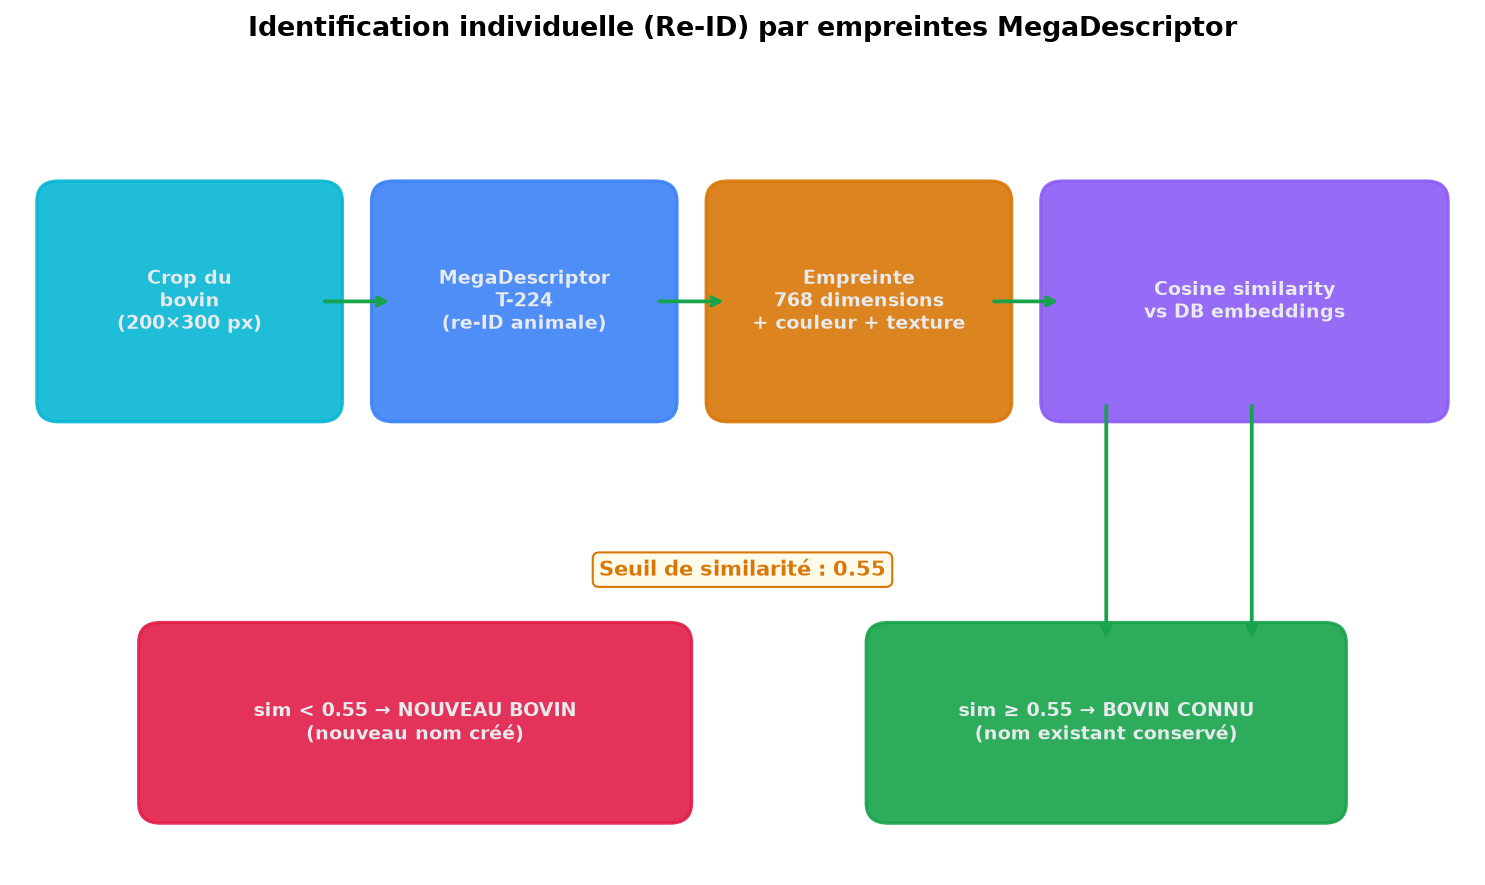 Identification individuelle (Re-ID) par empreintes MegaDescriptor
Crop du
bovin
(200×300 px)
MegaDescriptor
T-224
(re-ID animale)
Empreinte
768 dimensions
+ couleur + texture
Cosine similarity
vs DB embeddings
Seuil de similarité : 0.55
sim < 0.55 → NOUVEAU BOVIN
(nouveau nom créé)
sim ≥ 0.55 → BOVIN CONNU
(nom existant conservé)